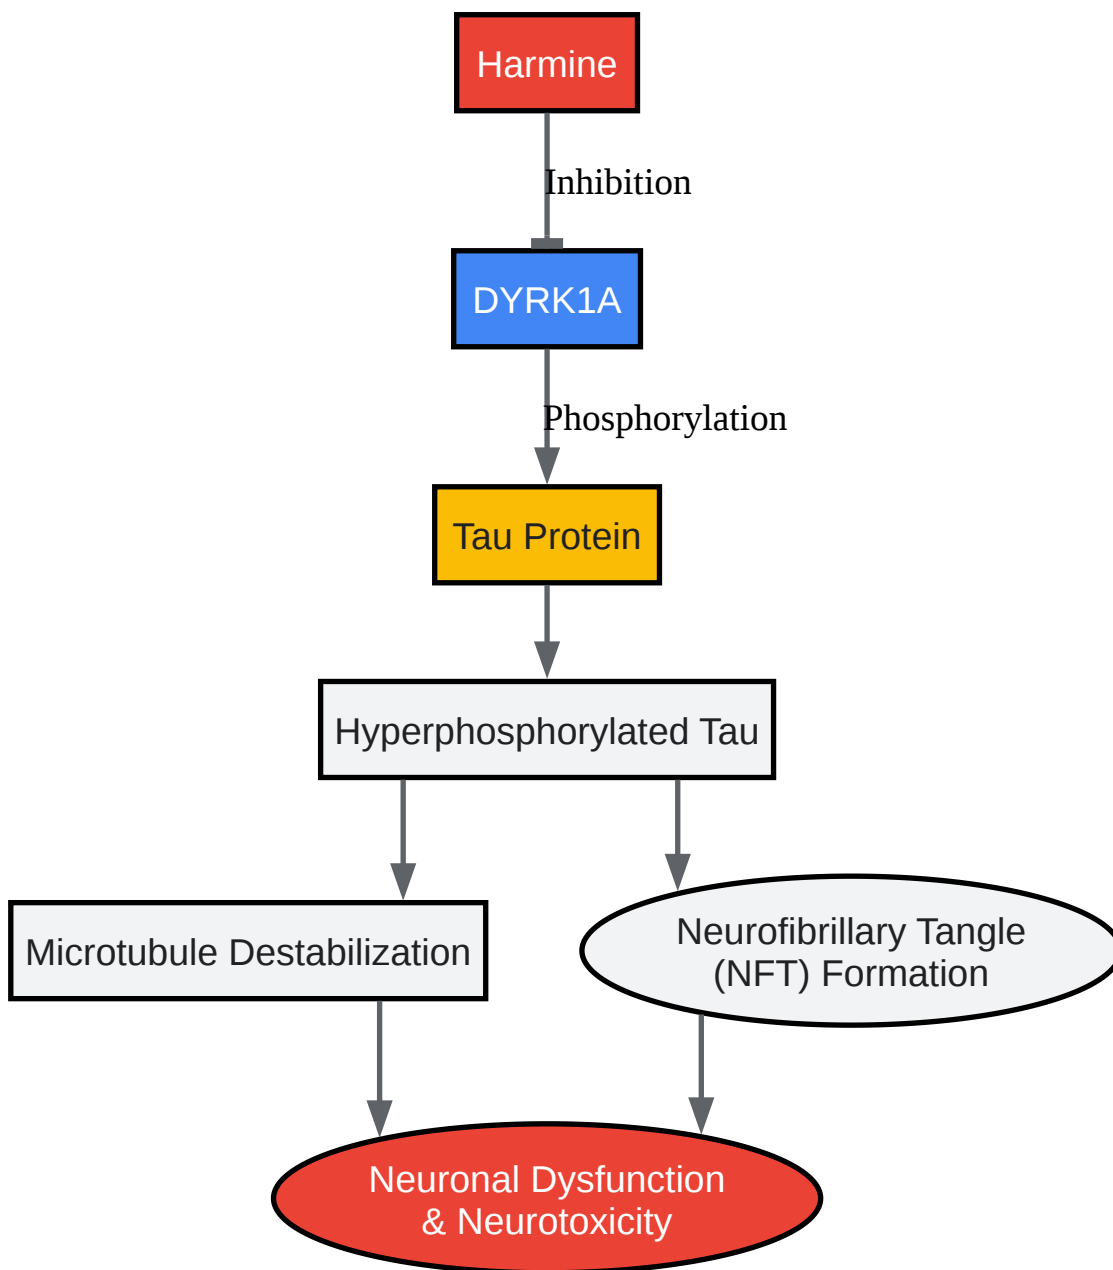 Harmine
Inhibition
DYRK1A
Phosphorylation
Tau Protein
Hyperphosphorylated Tau
Microtubule Destabilization
Neurofibrillary Tangle
(NFT) Formation
Neuronal Dysfunction
& Neurotoxicity